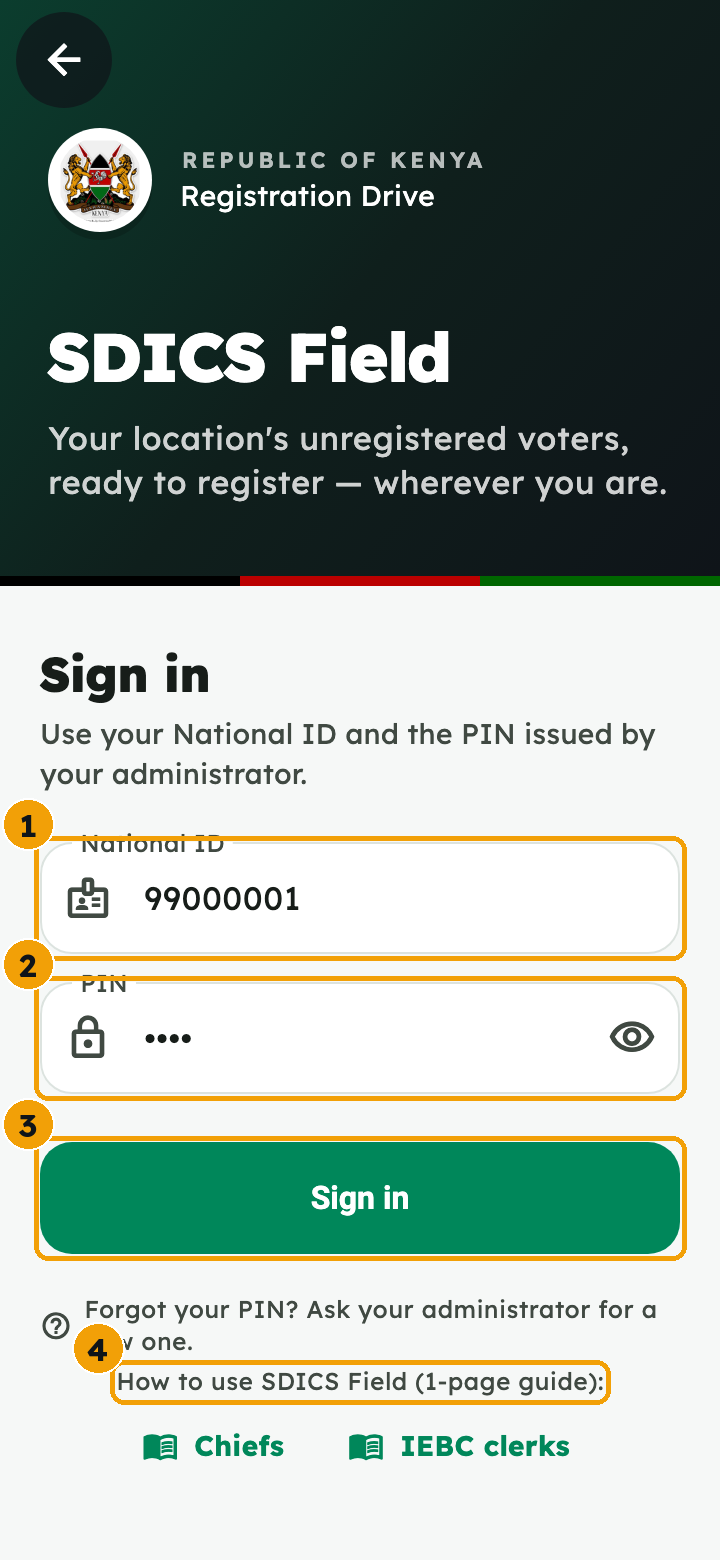 REPUBLIC OF KENYA
Registration Drive
SDICS Field
Your location's unregistered voters,
ready to register — wherever you are.
Sign in
Use your National ID and the PIN issued by
your administrator.
1
National ID
99000001
2
PIN
••••
3
Sign in
Forgot your PIN? Ask your administrator for a
one.
4
How to use SDICS Field (1-page guide):
Chiefs
IEBC clerks